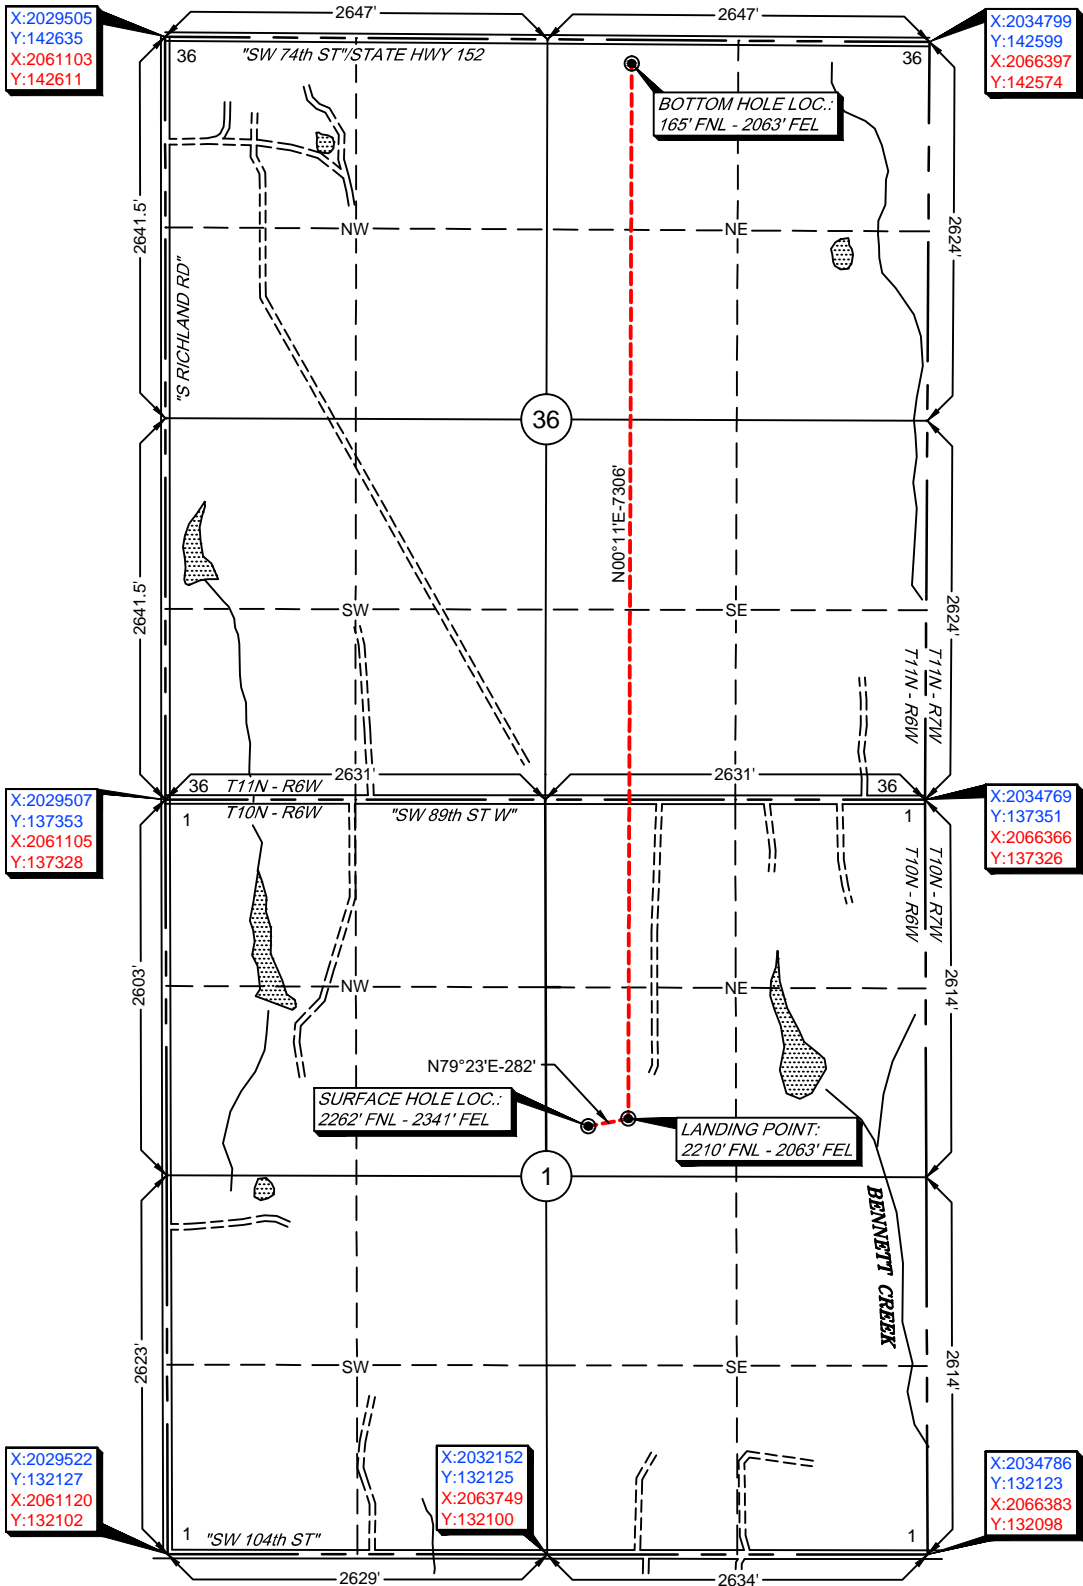 2647'
2647'
X:2029505
Y:142635
X:2061103
Y:142611
X:2034799
Y:142599
X:2066397
Y:142574
36
"SW 74th ST"/STATE HWY 152
36
BOTTOM HOLE LOC.:
165' FNL - 2063' FEL
2641.5'
NW
NE
2624'
"S RICHLAND RD"
36
N00°11'E-7306'
2641.5'
SW
SE
2624'
T11N - R6W
T11N - R7W
2631'
2631'
36
T11N - R6W
36
X:2029507
Y:137353
X:2061105
Y:137328
X:2034769
Y:137351
X:2066366
Y:137326
1
T10N - R6W
"SW 89th ST W"
1
T10N - R6W
T10N - R7W
2603'
NW
NE
2614'
N79°23'E-282'
SURFACE HOLE LOC.:
2262' FNL - 2341' FEL
LANDING POINT:
2210' FNL - 2063' FEL
1
BENNETT CREEK
2623'
SW
SE
2614'
X:2029522
Y:132127
X:2061120
Y:132102
X:2032152
Y:132125
X:2063749
Y:132100
X:2034786
Y:132123
X:2066383
Y:132098
1
"SW 104th ST"
1
2629'
2634'